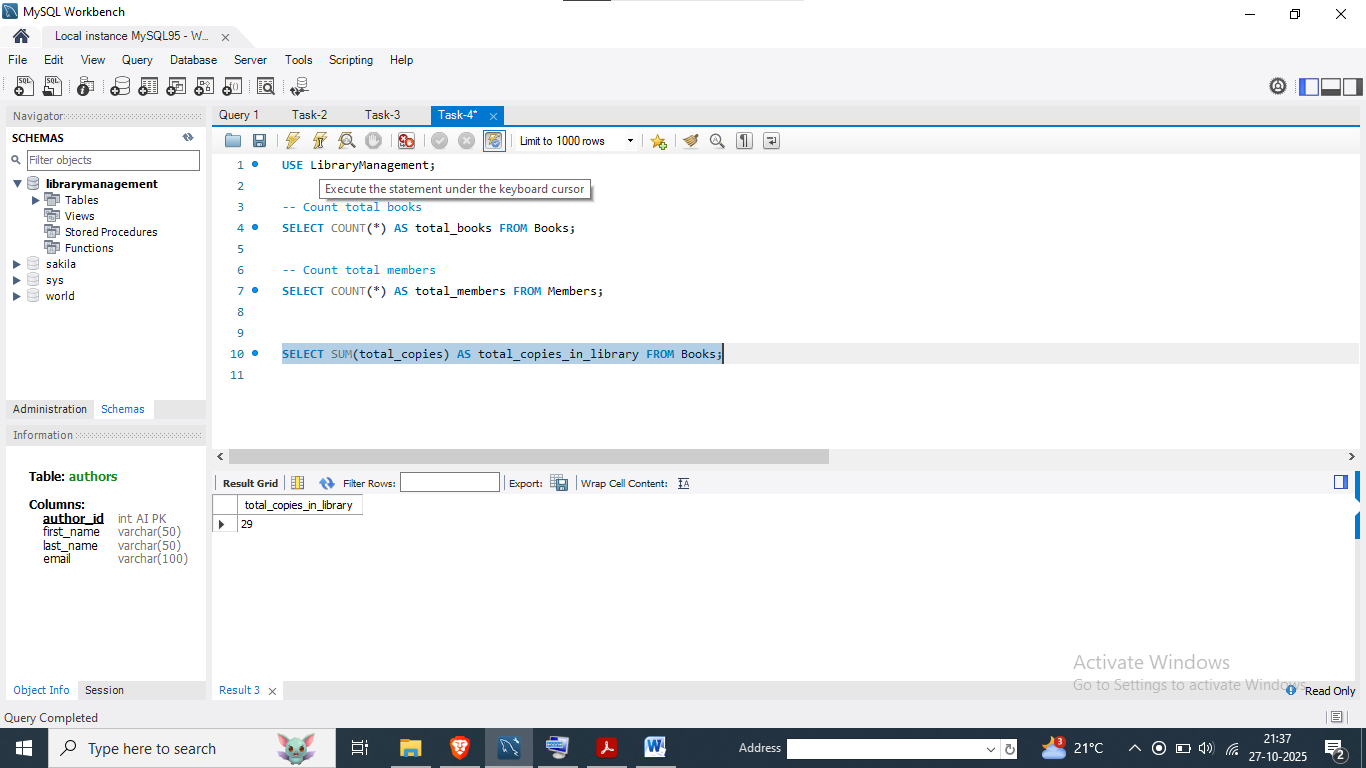 MySQL Workbench
Local instance MySQL95 - W...
File Edit View Query Database Server Tools Scripting Help
Navigator
SCHEMAS
Filter objects
librarymanagement
Tables
Views
Stored Procedures
Functions
sakila
sys
world
Administration Schemas
Information
Table: authors
Columns:
author_id int AI PK
first_name varchar(50)
last_name varchar(50)
email varchar(100)
Object Info Session
Query 1 Task-2 Task-3 Task-4*
Limit to 1000 rows
1 USE LibraryManagement;
2
Execute the statement under the keyboard cursor
3 -- Count total books
4 SELECT COUNT(*) AS total_books FROM Books;
5
6 -- Count total members
7 SELECT COUNT(*) AS total_members FROM Members;
8
9
10 SELECT SUM(total_copies) AS total_copies_in_library FROM Books;
11
Result Grid Filter Rows: Export: Wrap Cell Content:
total_copies_in_library
29
Activate Windows
Go to Settings to activate Windows.
Result 3 Read Only
Query Completed
Type here to search Address 3 21°C 21:37
27-10-2025 2